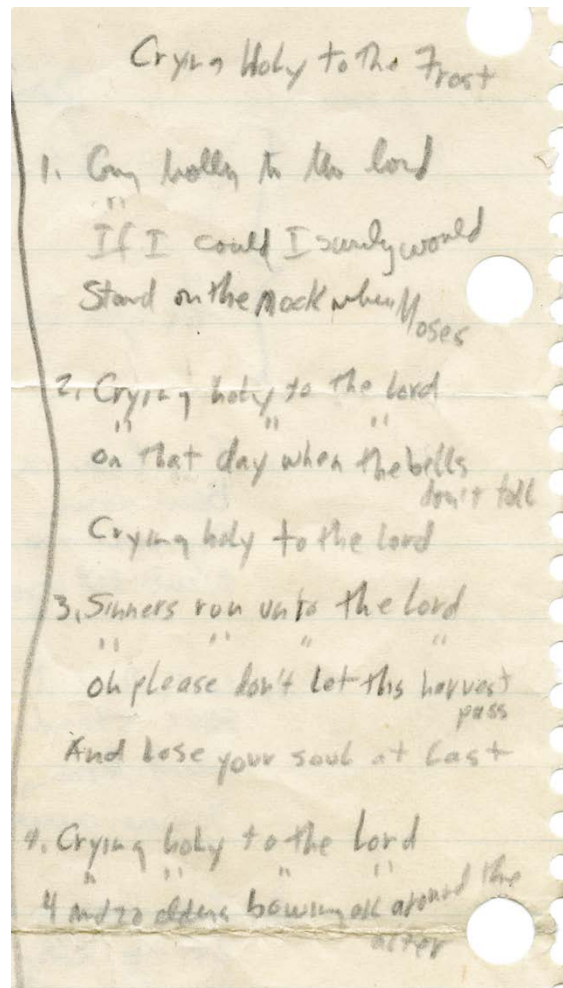 Crying Holy to the Frost
1. Cry holly to the lord
"
If I could I surely would
Stand on the Rock when Moses
2. Crying holy to the lord
" " "
on that day when the bells
don't toll
Crying holy to the lord
3. Sinners run unto the lord
" " " "
oh please don't let this harvest
pass
And lose your soul at last
4. Crying holy to the lord
" " " "
4 and 20 elders bowing all around the
alter